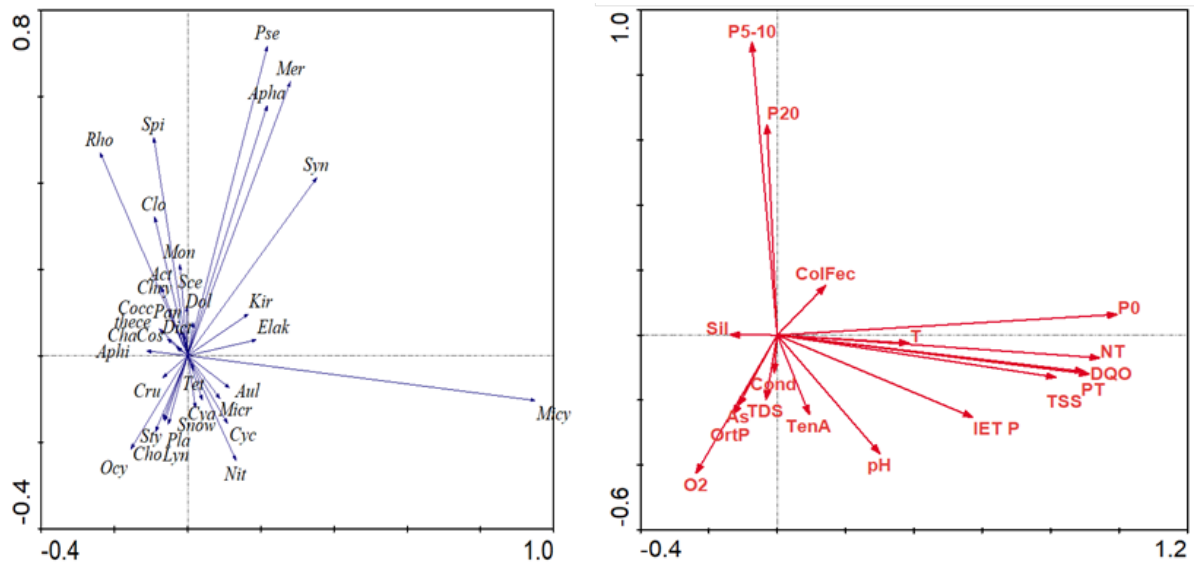 0.8
Pse
Mer
Apha
Spi
Rho
Syn
Clo
Mon
Act
Sce
Chry
Dol
Kir
Cocc
Pan
thece
Dict
Elak
Cha
Cos
Aphi
Tet
Cru
Aul
Micy
Cya
Micr
Snow
Sty
Pla
Cyc
Cho
Lyn
Ocy
Nit
-0.4
-0.4
1.0
1.0
P5-10
P20
ColFec
P0
Sil
T
NT
DQO
Cond
PT
TSS
As
TDS
IET P
TenA
OrtP
pH
O2
-0.6
-0.4
1.2